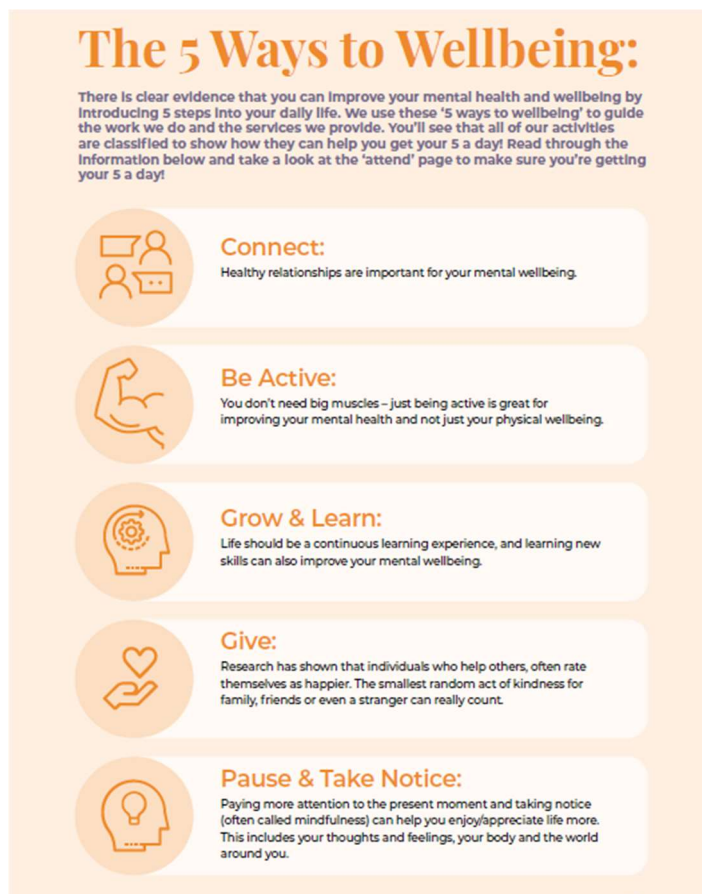 The 5 Ways to Wellbeing:
There is clear evidence that you can improve your mental health and wellbeing by
introducing 5 steps into your daily life. We use these ‘5 ways to wellbeing’ to guide
the work we do and the services we provide. You’ll see that all of our activities
are classified to show how they can help you get your 5 a day! Read through the
information below and take a look at the ‘attend’ page to make sure you’re getting
your 5 a day!
Connect:
Healthy relationships are important for your mental wellbeing.
Be Active:
You don’t need big muscles – just being active is great for
improving your mental health and not just your physical wellbeing.
Grow & Learn:
Life should be a continuous learning experience, and learning new
skills can also improve your mental wellbeing.
Give:
Research has shown that individuals who help others, often rate
themselves as happier. The smallest random act of kindness for
family, friends or even a stranger can really count.
Pause & Take Notice:
Paying more attention to the present moment and taking notice
(often called mindfulness) can help you enjoy/appreciate life more.
This includes your thoughts and feelings, your body and the world
around you.